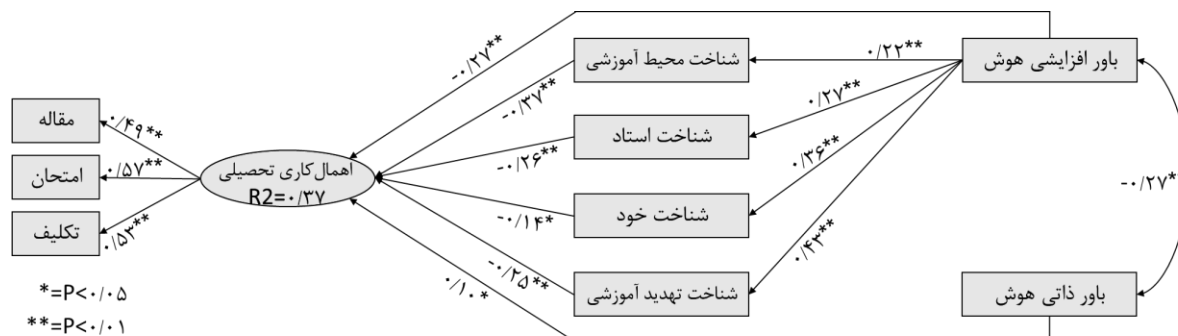 باور افزایشی هوش
باور ذاتی هوش
-۰/۲۷**
۰/۲۲**
۰/۲۷**
۰/۳۶**
۰/۴۳**
شناخت محیط آموزشی
شناخت استاد
شناخت خود
شناخت تهدید آموزشی
-۰/۲۷**
-۰/۳۷**
-۰/۲۶**
-۰/۱۴*
-۰/۲۵**
۰/۱۰*
اهمال‌کاری تحصیلی
R2=۰/۳۷
۰/۴۹**
۰/۵۷**
۰/۵۳**
مقاله
امتحان
تکلیف
*=P<۰/۰۵
**=P<۰/۰۱